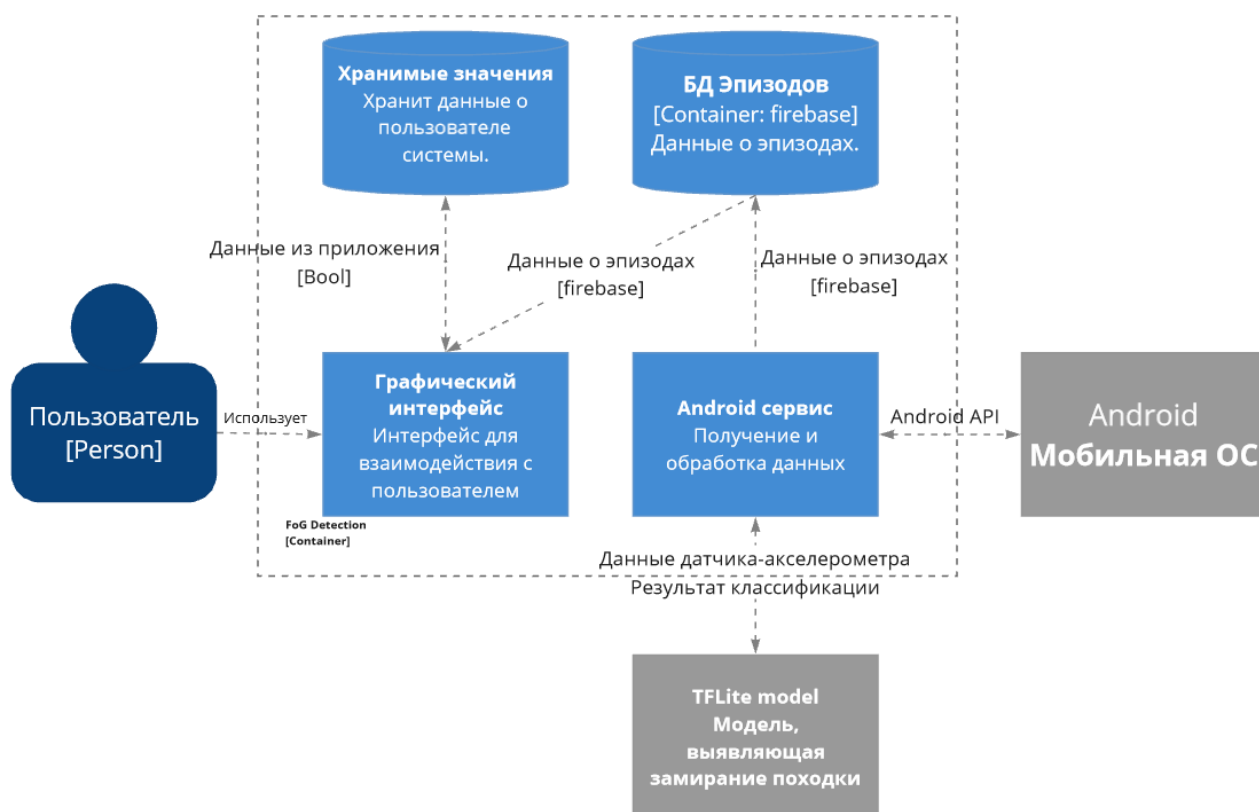 Хранимые значения
Хранит данные о
пользователе
системы.
БД Эпизодов
[Container: firebase]
Данные о эпизодах.
Данные из приложения
[Bool]
Данные о эпизодах
[firebase]
Данные о эпизодах
[firebase]
Пользователь
[Person]
Использует
Графический
интерфейс
Интерфейс для
взаимодействия с
пользователем
Android сервис
Получение и
обработка данных
Android API
Android
Мобильная ОС
FoG Detection
[Container]
Данные датчика-акселерометра
Результат классификации
TFLite model
Модель,
выявляющая
замирание походки